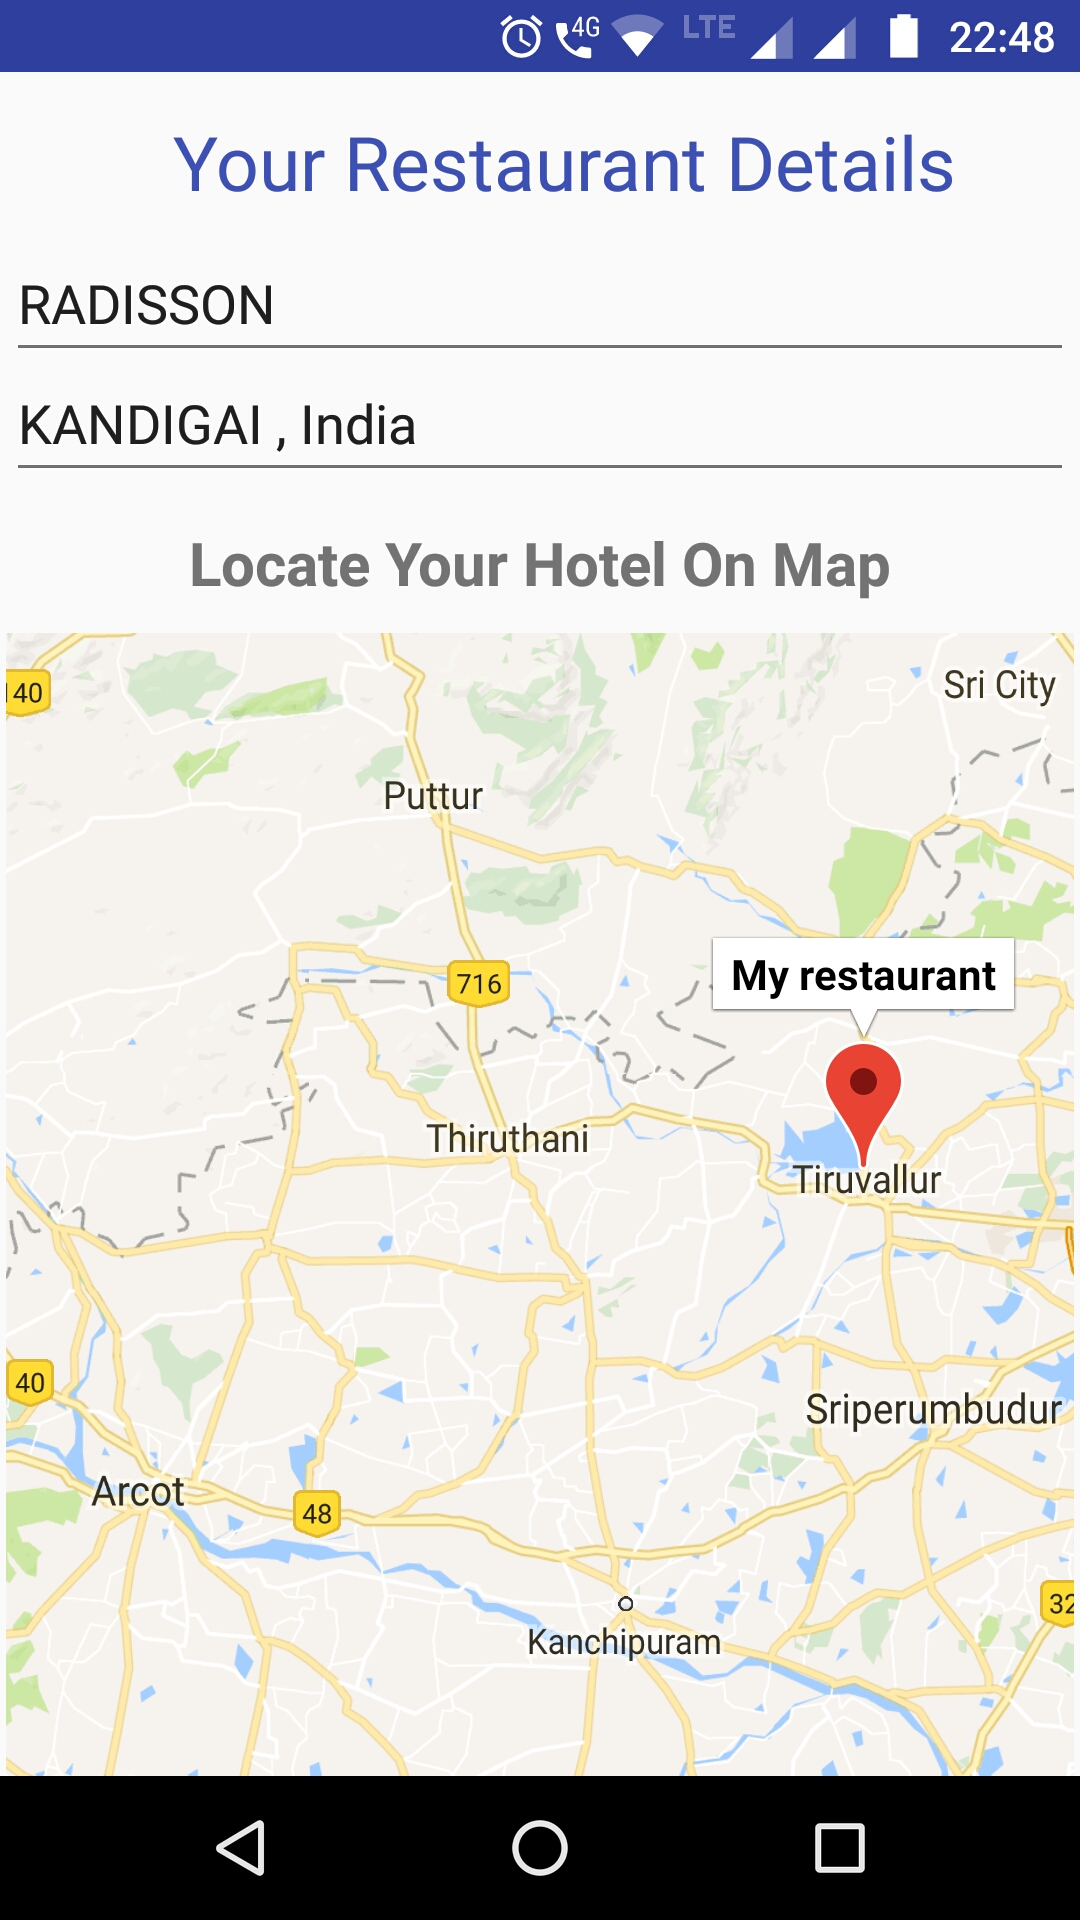 4G LTE 22:48
Your Restaurant Details
RADISSON
KANDIGAI , India
Locate Your Hotel On Map
40
Sri City
Puttur
My restaurant
716
Thiruthani
Tiruvallur
40
Sriperumbudur
Arcot
48
32
Kanchipuram